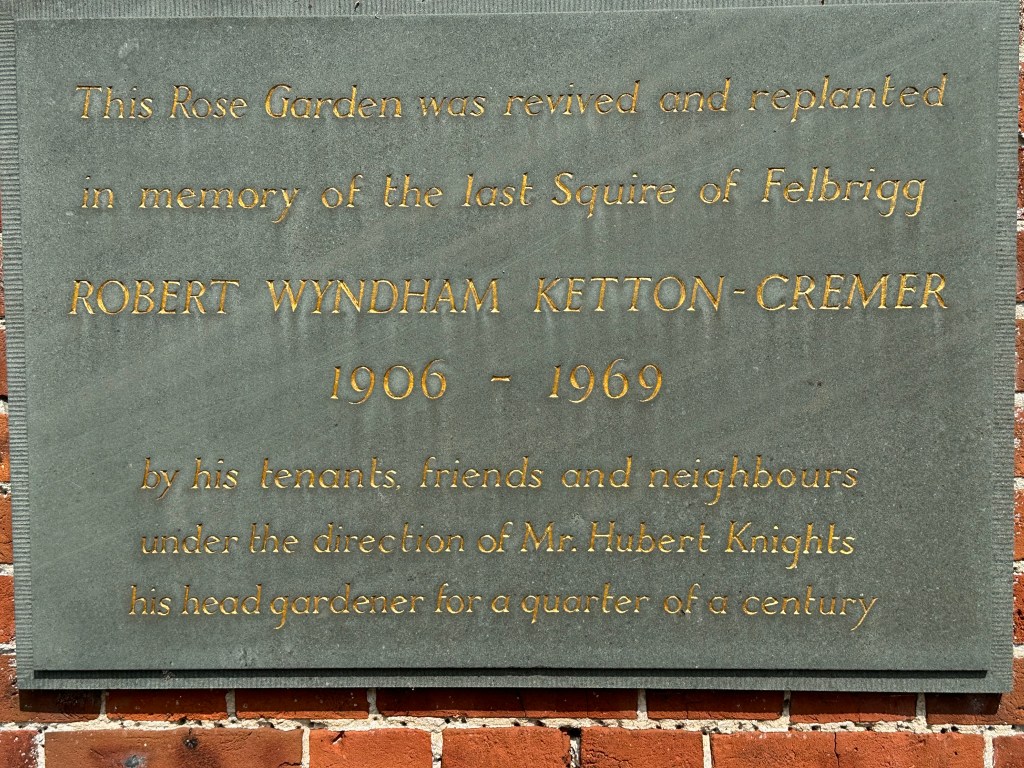 This Rose Garden was revived and replanted
in memory of the last Squire of Felbrigg
ROBERT WYNDHAM KETTON-CREMER
1906 - 1969
by his tenants, friends and neighbours
under the direction of Mr. Hubert Knights
his head gardener for a quarter of a century